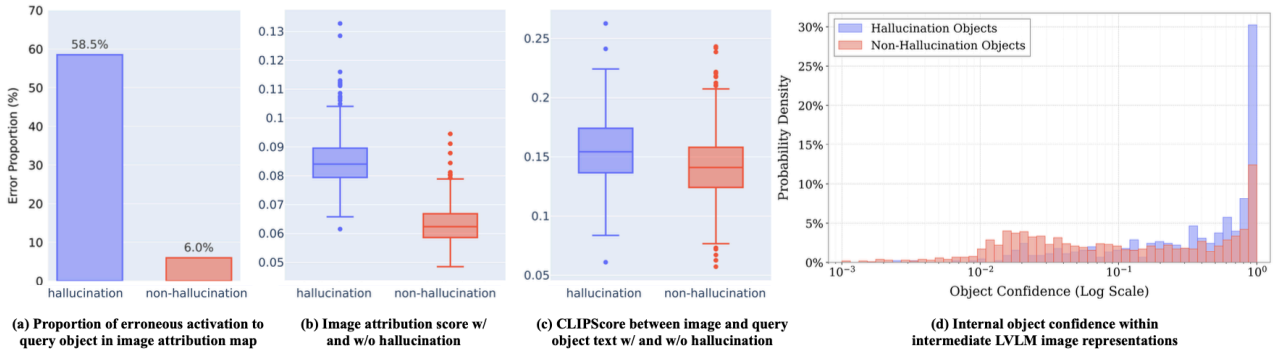 70
60
50
40
30
20
10
0
Error Proportion (%)
58.5%
6.0%
hallucination non-hallucination
(a) Proportion of erroneous activation to
query object in image attribution map
0.13
0.12
0.11
0.1
0.09
0.08
0.07
0.06
0.05
hallucination non-hallucination
(b) Image attribution score w/
and w/o hallucination
0.25
0.2
0.15
0.1
0.05
hallucination non-hallucination
(c) CLIPScore between image and query
object text w/ and w/o hallucination
Probability Density
30%
25%
20%
15%
10%
5%
0%
Hallucination Objects
Non-Hallucination Objects
10⁻³ 10⁻² 10⁻¹ 10⁰
Object Confidence (Log Scale)
(d) Internal object confidence within
intermediate LVLM image representations